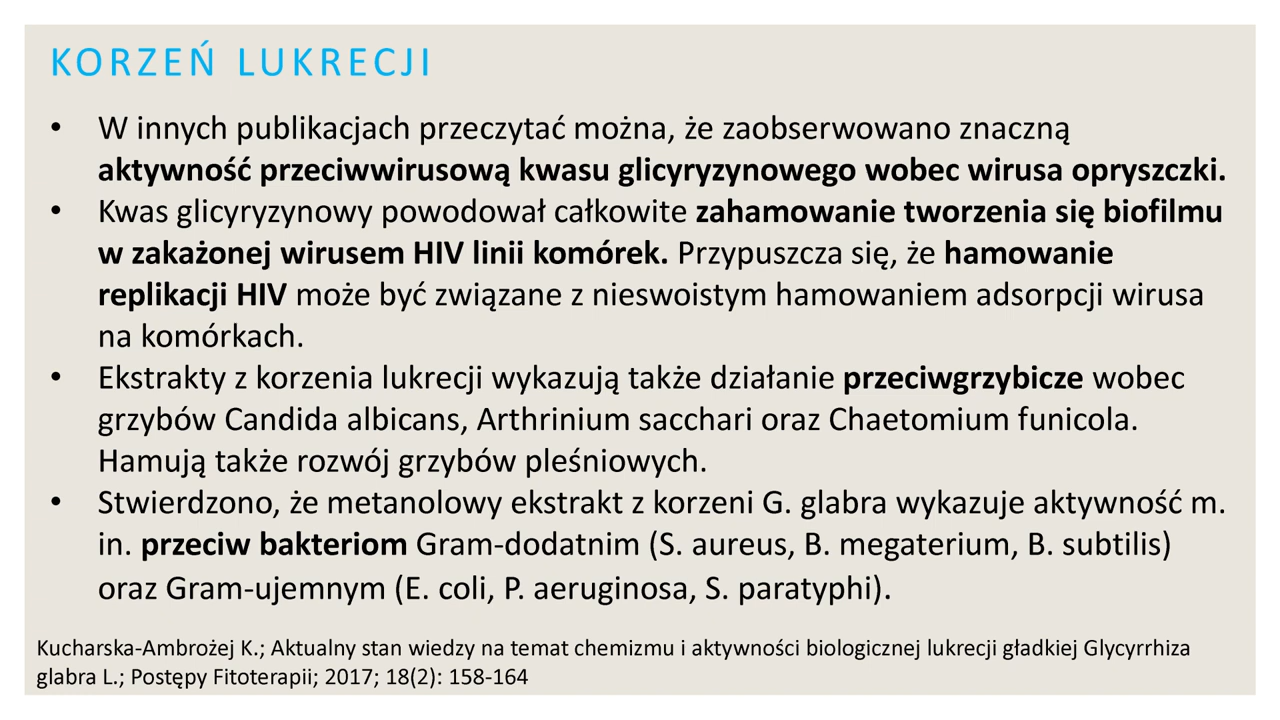 KORZEŃ LUKRECJI
• W innych publikacjach przeczytać można, że zaobserwowano znaczną
aktywność przeciwwirusową kwasu glicyryzynowego wobec wirusa opryszczki.
• Kwas glicyryzynowy powodował całkowite zahamowanie tworzenia się biofilmu
w zakażonej wirusem HIV linii komórek. Przypuszcza się, że hamowanie
replikacji HIV może być związane z nieswoistym hamowaniem adsorpcji wirusa
na komórkach.
• Ekstrakty z korzenia lukrecji wykazują także działanie przeciwgrzybicze wobec
grzybów Candida albicans, Arthrinium sacchari oraz Chaetomium funicola.
Hamują także rozwój grzybów pleśniowych.
• Stwierdzono, że metanolowy ekstrakt z korzeni G. glabra wykazuje aktywność m.
in. przeciw bakteriom Gram-dodatnim (S. aureus, B. megaterium, B. subtilis)
oraz Gram-ujemnym (E. coli, P. aeruginosa, S. paratyphi).
Kucharska-Ambrożej K.; Aktualny stan wiedzy na temat chemizmu i aktywności biologicznej lukrecji gładkiej Glycyrrhiza
glabra L.; Postępy Fitoterapii; 2017; 18(2): 158-164